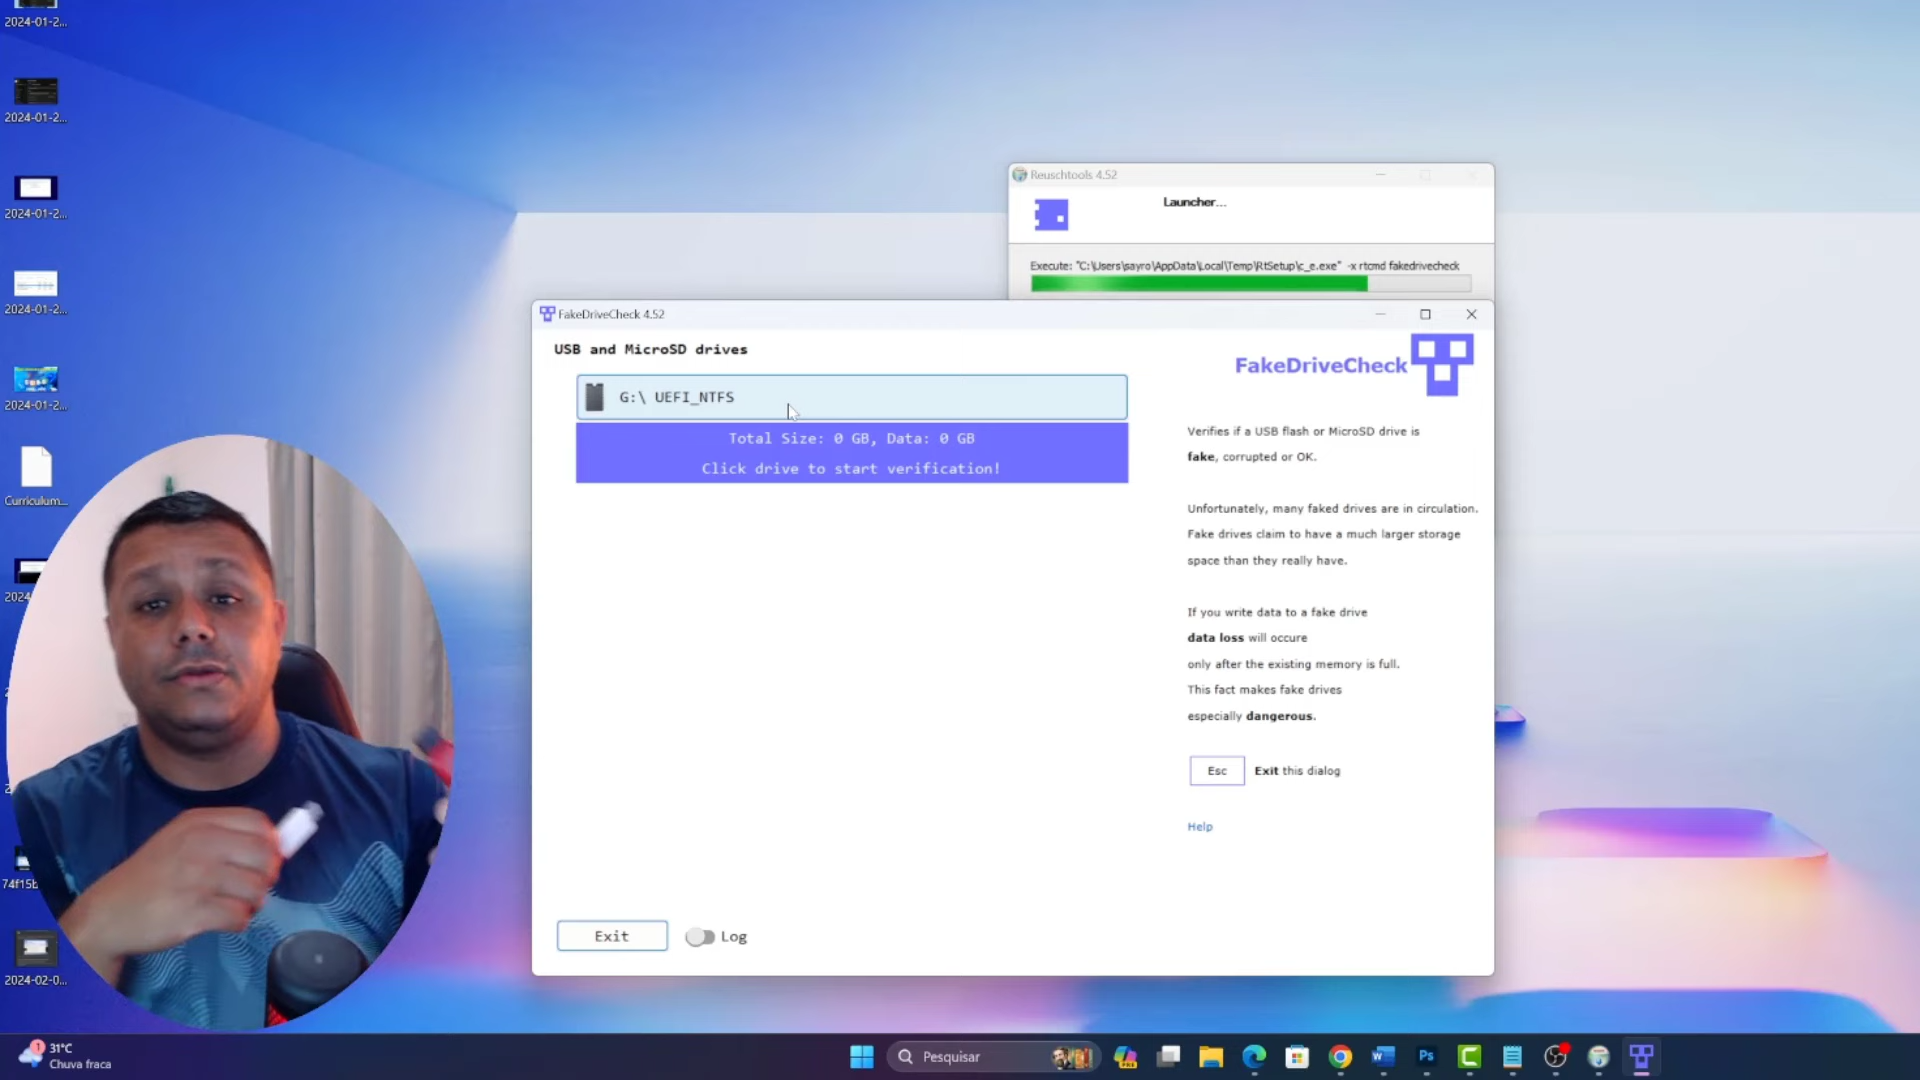 2024-01-2...
2024-01-2...
2024-01-2...
2024-01-2...
2024-01-2...
Curriculum...
2024
74f15b
2024-02-0...
Reuschtools 4.52
Launcher...
Execute: "C:\Users\sayro\AppData\Local\Temp\RtSetup\c_e.exe" -x rtcmd fakedrivecheck
FakeDriveCheck 4.52
USB and MicroSD drives
G:\ UEFI_NTFS
Total Size: 0 GB, Data: 0 GB
Click drive to start verification!
FakeDriveCheck
Verifies if a USB flash or MicroSD drive is
fake, corrupted or OK.
Unfortunately, many faked drives are in circulation.
Fake drives claim to have a much larger storage
space than they really have.
If you write data to a fake drive
data loss will occure
only after the existing memory is full.
This fact makes fake drives
especially dangerous.
Esc Exit this dialog
Help
Exit Log
1 31°C
Chuva fraca
Pesquisar
Ps